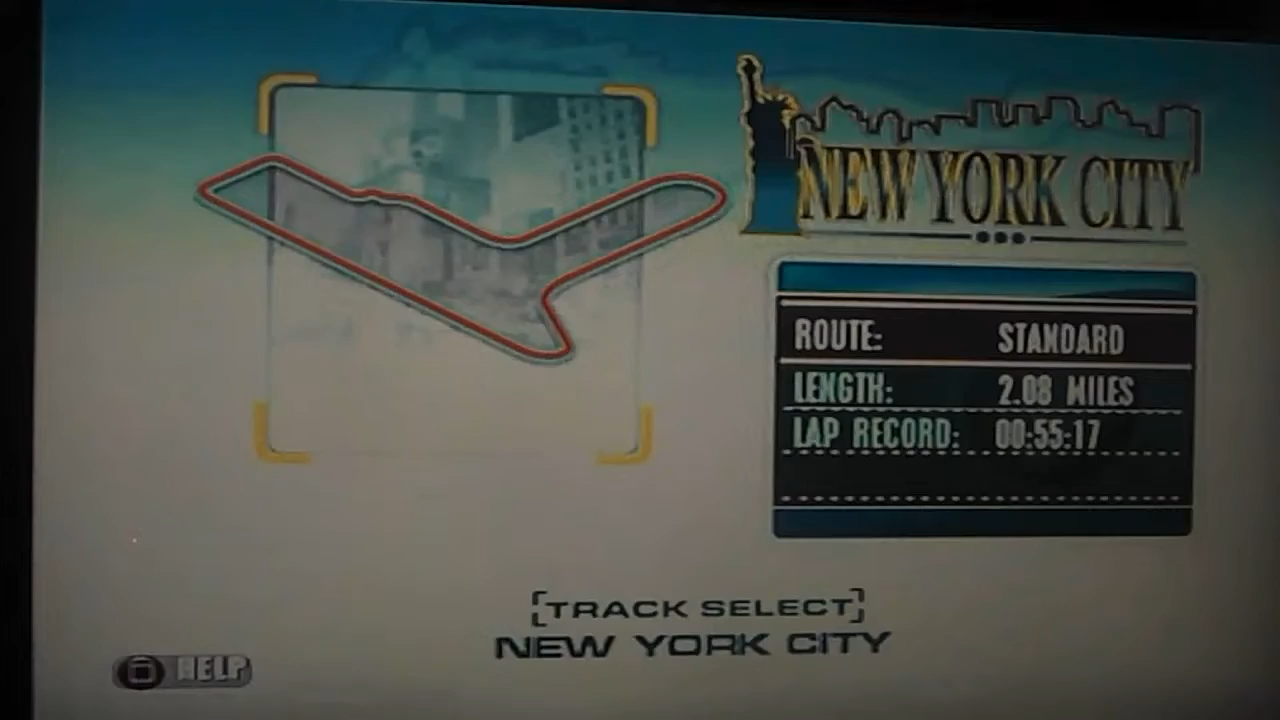 NEW YORK CITY
ROUTE: STANDARD
LENGTH: 2.08 MILES
LAP RECORD: 00:55:17
[TRACK SELECT]
NEW YORK CITY
HELP